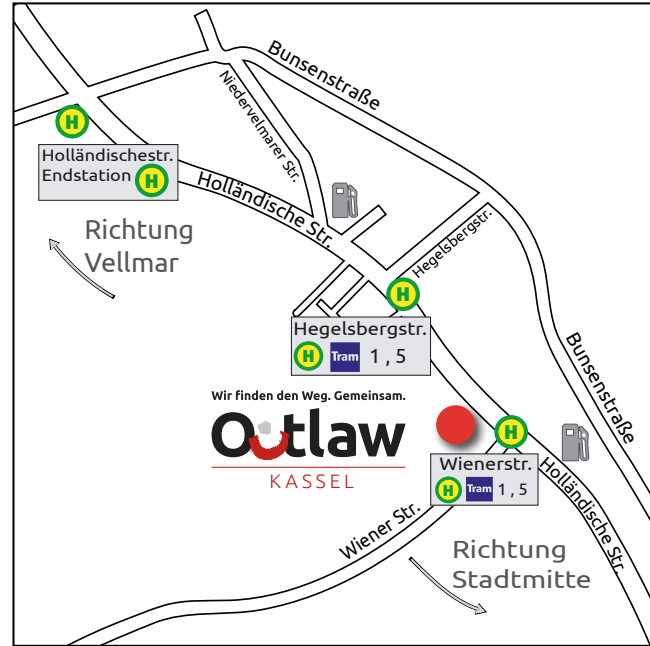 Bunsenstraße
Niedervelmarer Str.
H
Holländischestr.
Endstation H
Holländische Str.
Richtung
Vellmar
Hegelsbergstr.
H
Hegelsbergstr.
H Tram 1 , 5
Bunsenstraße
Wir finden den Weg. Gemeinsam.
Outlaw
KASSEL
H
Wienerstr.
H Tram 1 , 5
Holländische Str.
Wiener Str.
Richtung
Stadtmitte